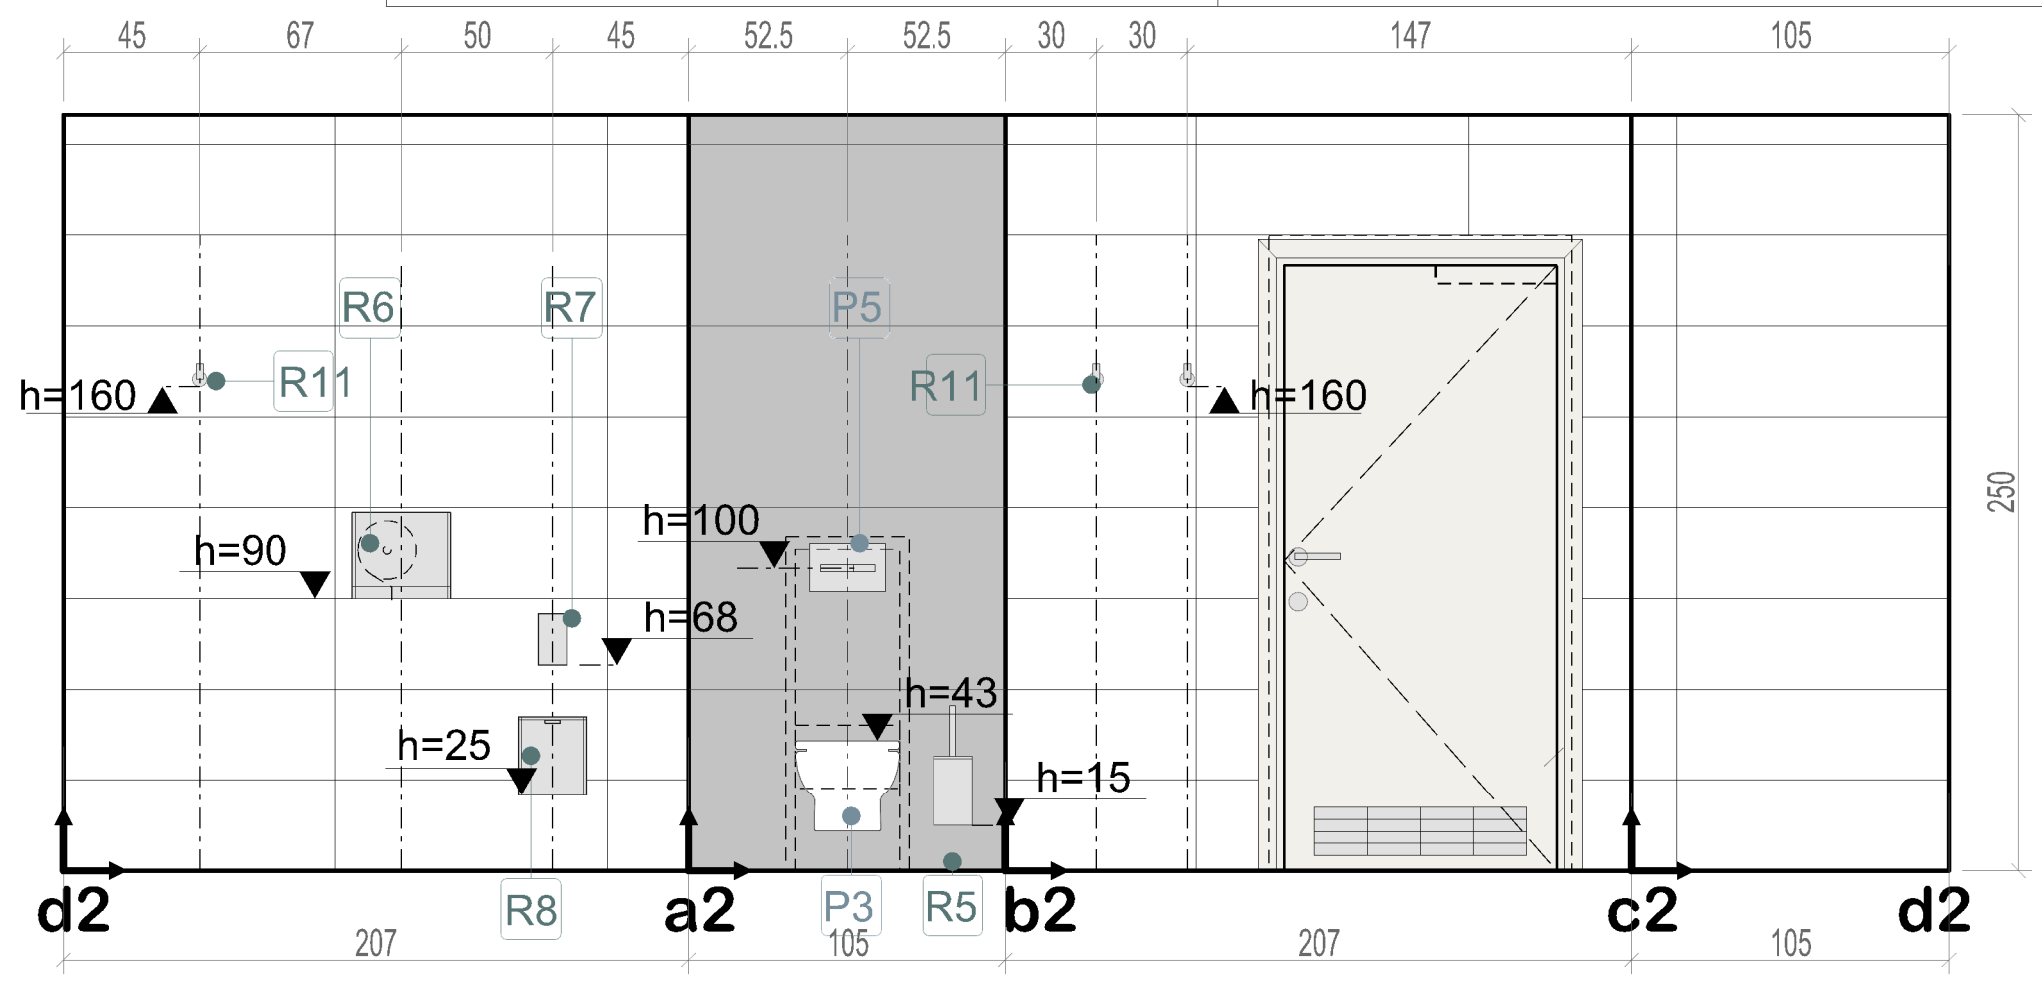 45 67 50 45 52.5 52.5 30 30 147 105
R6 R7 P5
R11 R11
h=160 h=160
250
h=100
h=90
h=68
h=43
h=25
h=15
d2 a2 b2 c2 d2
R8 P3 R5
207 105 207 105